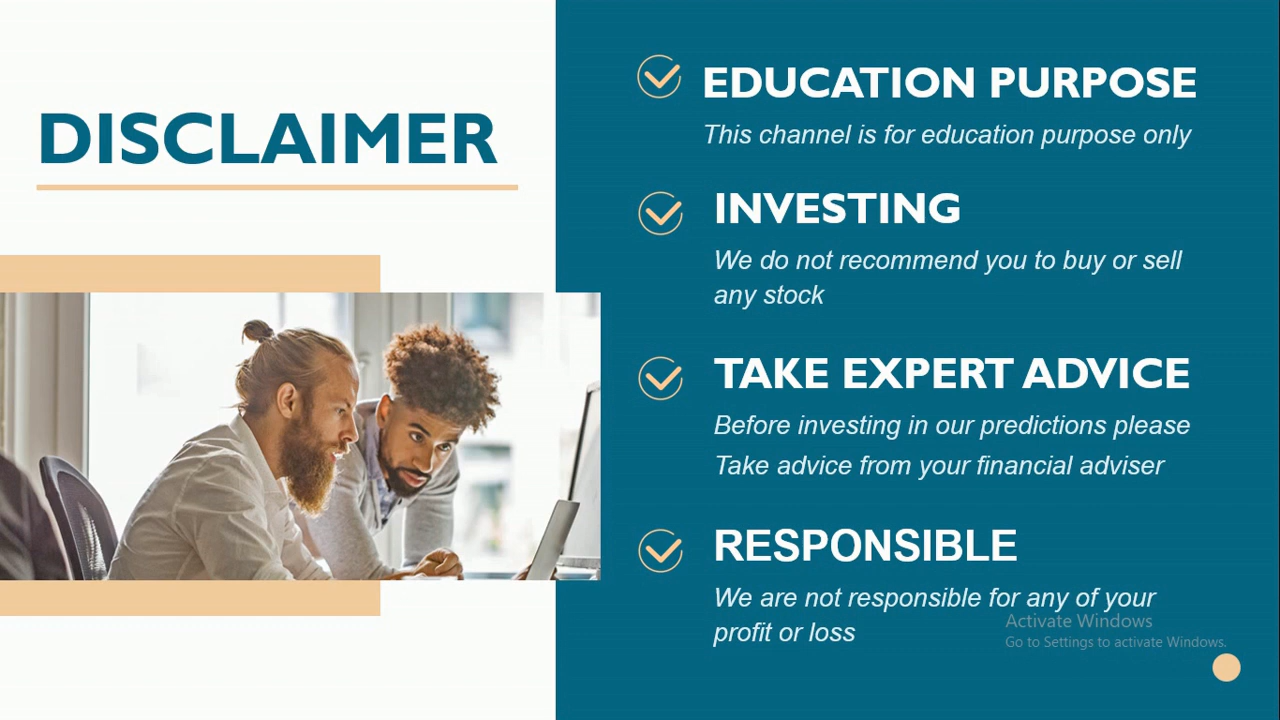 DISCLAIMER
EDUCATION PURPOSE
This channel is for education purpose only
INVESTING
We do not recommend you to buy or sell
any stock
TAKE EXPERT ADVICE
Before investing in our predictions please
Take advice from your financial adviser
RESPONSIBLE
We are not responsible for any of your
profit or loss
Activate Windows
Go to Settings to activate Windows.